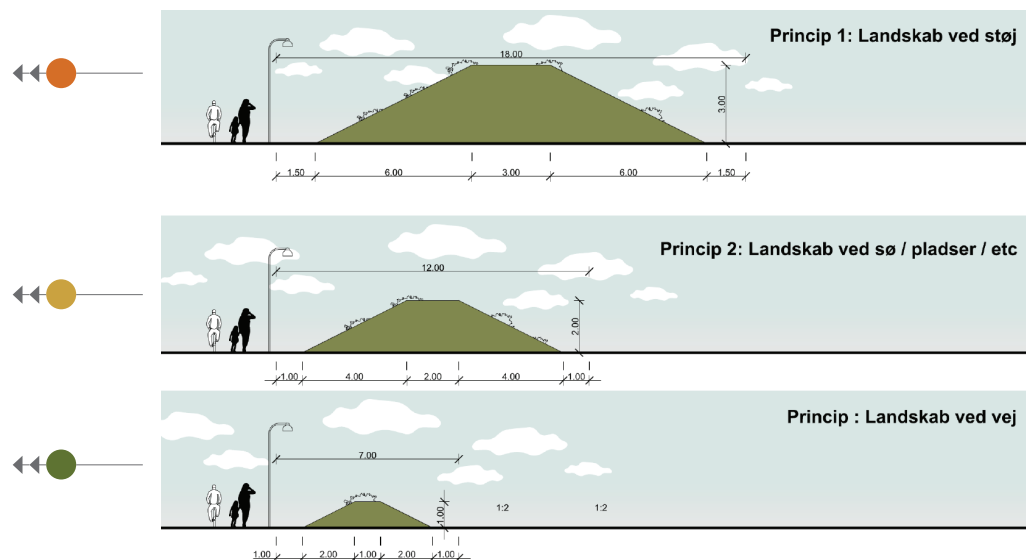 Princip 1: Landskab ved støj
18.00
3.00
1.50 6.00 3.00 6.00 1.50
Princip 2: Landskab ved sø / pladser / etc
12.00
2.00
1.00 4.00 2.00 4.00 1.00
Princip : Landskab ved vej
7.00
1.00 1:2 1:2
1.00 2.00 1.00 2.00 1.00